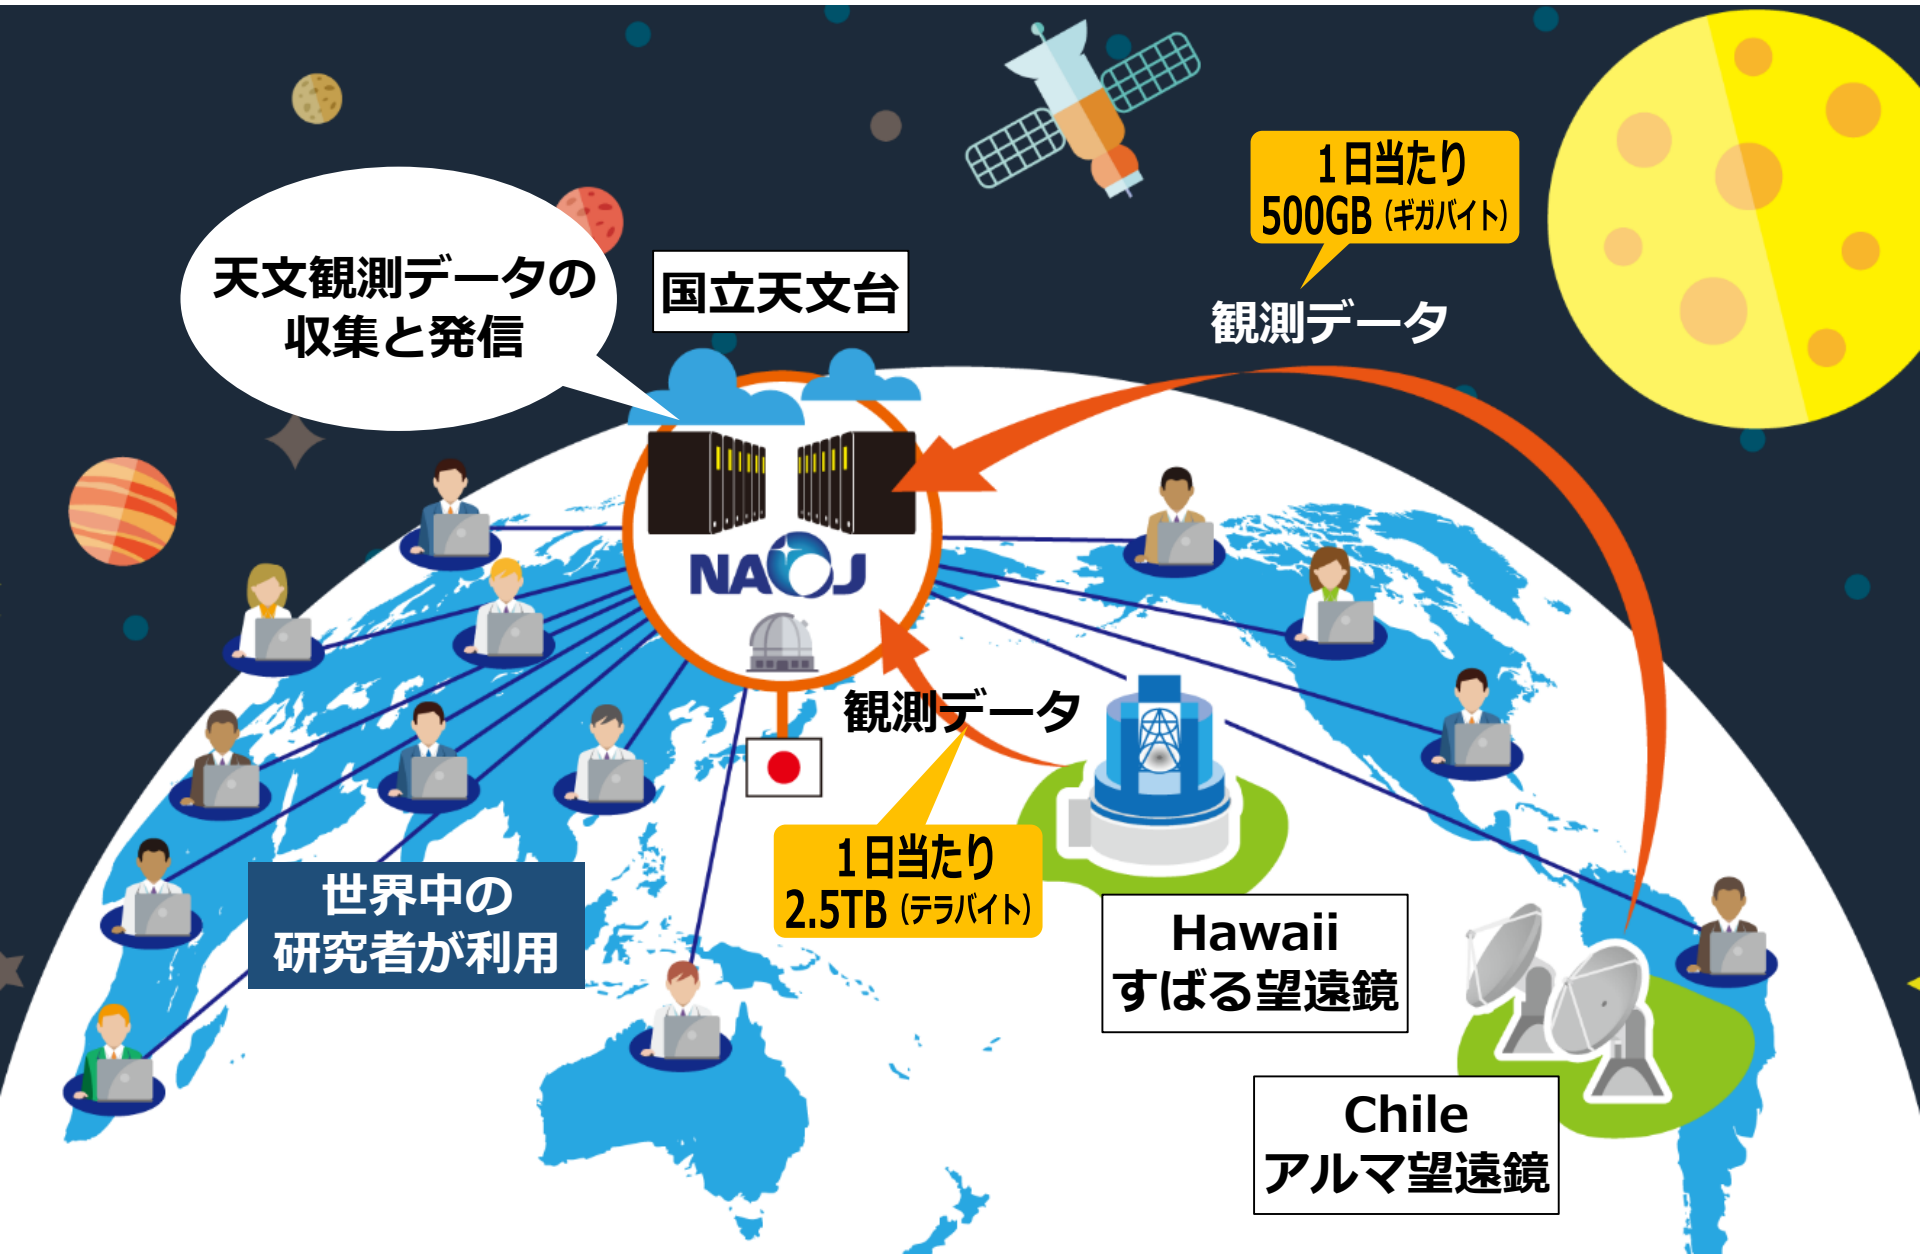 1日当たり
500GB（ギガバイト）
観測データ
天文観測データの
収集と発信
国立天文台
NAOJ
観測データ
1日当たり
2.5TB（テラバイト）
世界中の
研究者が利用
Hawaii
すばる望遠鏡
Chile
アルマ望遠鏡